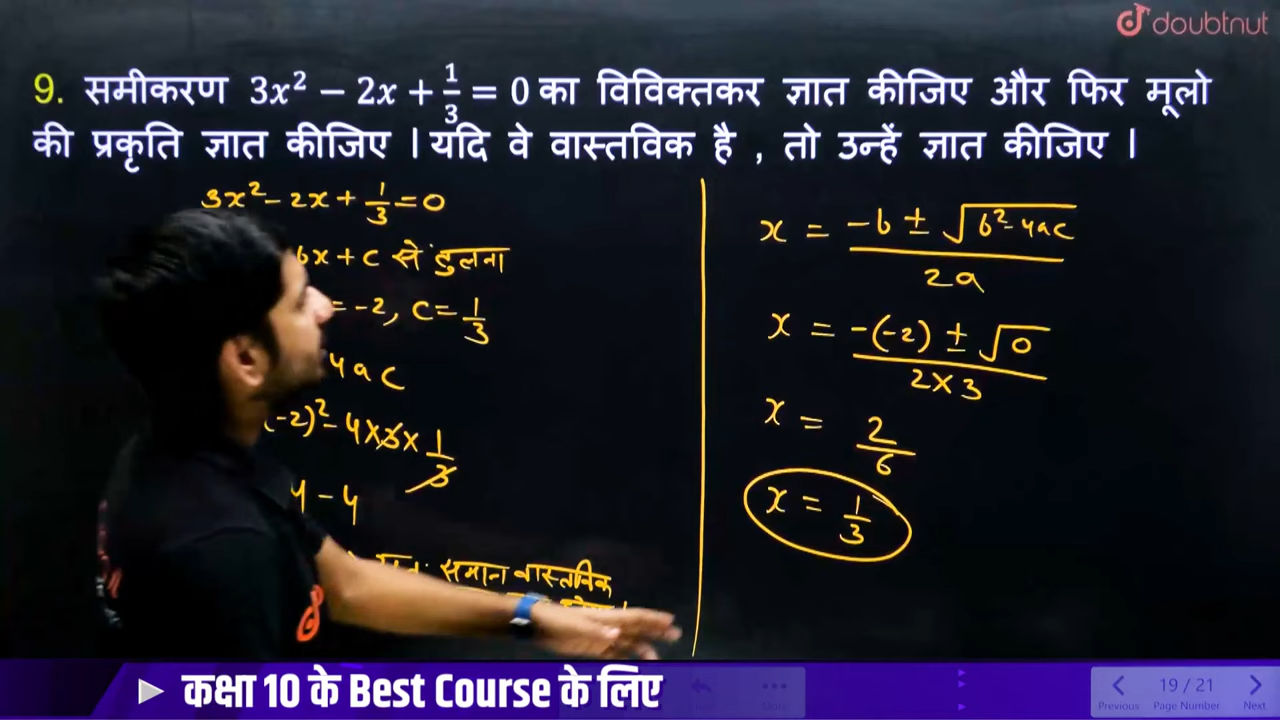 doubtnut
9. समीकरण 3x² − 2x + 1/3 = 0 का विविक्तकर ज्ञात कीजिए और फिर मूलो
की प्रकृति ज्ञात कीजिए । यदि वे वास्तविक है , तो उन्हें ज्ञात कीजिए ।
3x² − 2x + 1/3 = 0
bx + c से तुलना
= −2, c = 1/3
4ac
(−2)² − 4×3×1/3
4 − 4
अतः समान वास्तविक
x = −b ± √b² − 4ac / 2a
x = −(−2) ± √0 / 2×3
x = 2/6
x = 1/3
कक्षा 10 के Best Course के लिए
More
Previous 19 / 21 Next
Page Number